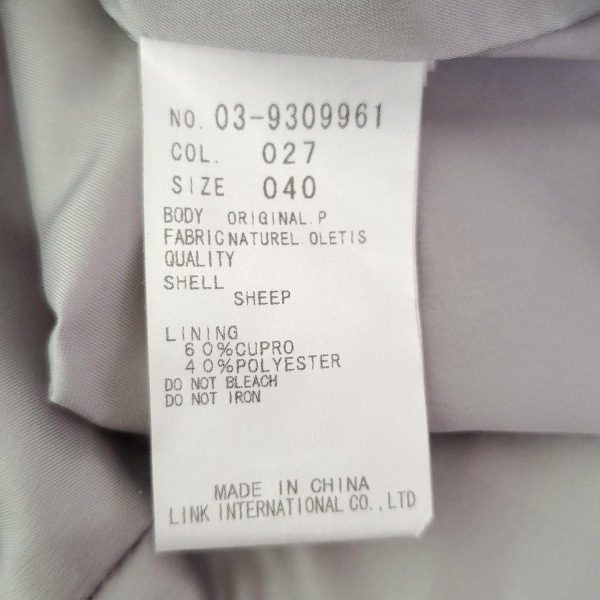 NO. 03-9309961
COL. 027
SIZE 040
BODY ORIGINAL.P
FABRIC NATUREL.OLETIS
QUALITY
SHELL
SHEEP
LINING
60%CUPRO
40%POLYESTER
DO NOT BLEACH
DO NOT IRON
MADE IN CHINA
LINK INTERNATIONAL CO.,LTD